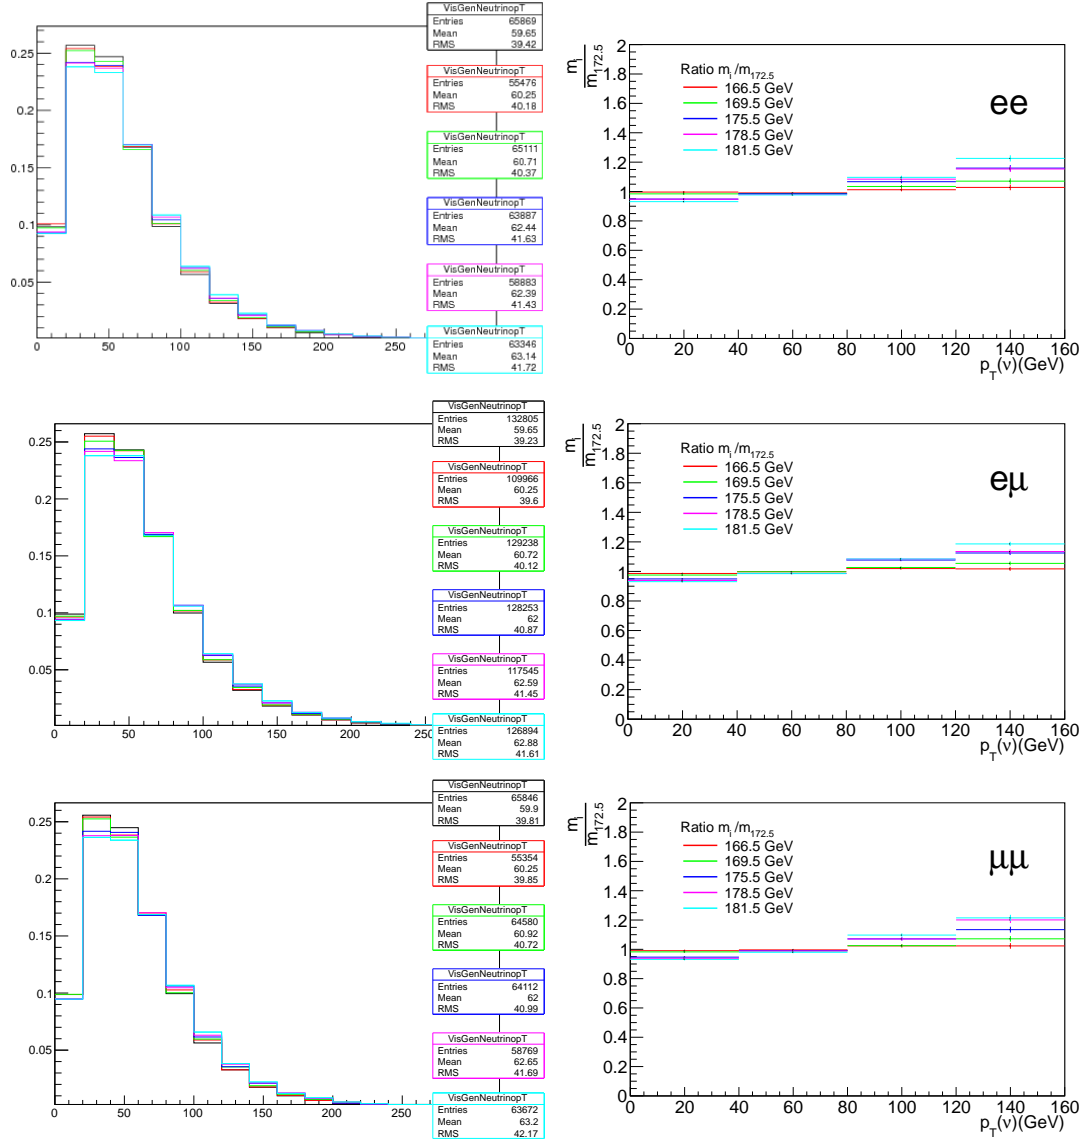 VisGenNeutrinopT
Entries 65869
Mean 59.65
RMS 39.42
VisGenNeutrinopT
Entries 55476
Mean 60.25
RMS 40.18
VisGenNeutrinopT
Entries 65111
Mean 60.71
RMS 40.37
VisGenNeutrinopT
Entries 63887
Mean 62.44
RMS 41.63
VisGenNeutrinopT
Entries 58883
Mean 62.39
RMS 41.43
VisGenNeutrinopT
Entries 63346
Mean 63.14
RMS 41.72
0.25
0.2
0.15
0.1
0.05
0 50 100 150 200 250
m_i/m_172.5
2
1.8
1.6
1.4
1.2
1
0.8
0.6
0.4
0.2
0
Ratio m_i/m_172.5
166.5 GeV
169.5 GeV
175.5 GeV
178.5 GeV
181.5 GeV
ee
0 20 40 60 80 100 120 140 160
p_T(ν)(GeV)
VisGenNeutrinopT
Entries 132805
Mean 59.65
RMS 39.23
VisGenNeutrinopT
Entries 109966
Mean 60.25
RMS 39.6
VisGenNeutrinopT
Entries 129238
Mean 60.72
RMS 40.12
VisGenNeutrinopT
Entries 128253
Mean 62
RMS 40.87
VisGenNeutrinopT
Entries 117545
Mean 62.59
RMS 41.45
VisGenNeutrinopT
Entries 126894
Mean 62.88
RMS 41.61
0.25
0.2
0.15
0.1
0.05
0 50 100 150 200 250
m_i/m_172.5
2
1.8
1.6
1.4
1.2
1
0.8
0.6
0.4
0.2
0
Ratio m_i/m_172.5
166.5 GeV
169.5 GeV
175.5 GeV
178.5 GeV
181.5 GeV
eμ
0 20 40 60 80 100 120 140 160
p_T(ν)(GeV)
VisGenNeutrinopT
Entries 65846
Mean 59.9
RMS 39.81
VisGenNeutrinopT
Entries 55354
Mean 60.25
RMS 39.85
VisGenNeutrinopT
Entries 64580
Mean 60.92
RMS 40.72
VisGenNeutrinopT
Entries 64112
Mean 62
RMS 40.99
VisGenNeutrinopT
Entries 58769
Mean 62.65
RMS 41.69
VisGenNeutrinopT
Entries 63672
Mean 63.2
RMS 42.17
0.25
0.2
0.15
0.1
0.05
0 50 100 150 200 250
m_i/m_172.5
2
1.8
1.6
1.4
1.2
1
0.8
0.6
0.4
0.2
0
Ratio m_i/m_172.5
166.5 GeV
169.5 GeV
175.5 GeV
178.5 GeV
181.5 GeV
μμ
0 20 40 60 80 100 120 140 160
p_T(ν)(GeV)